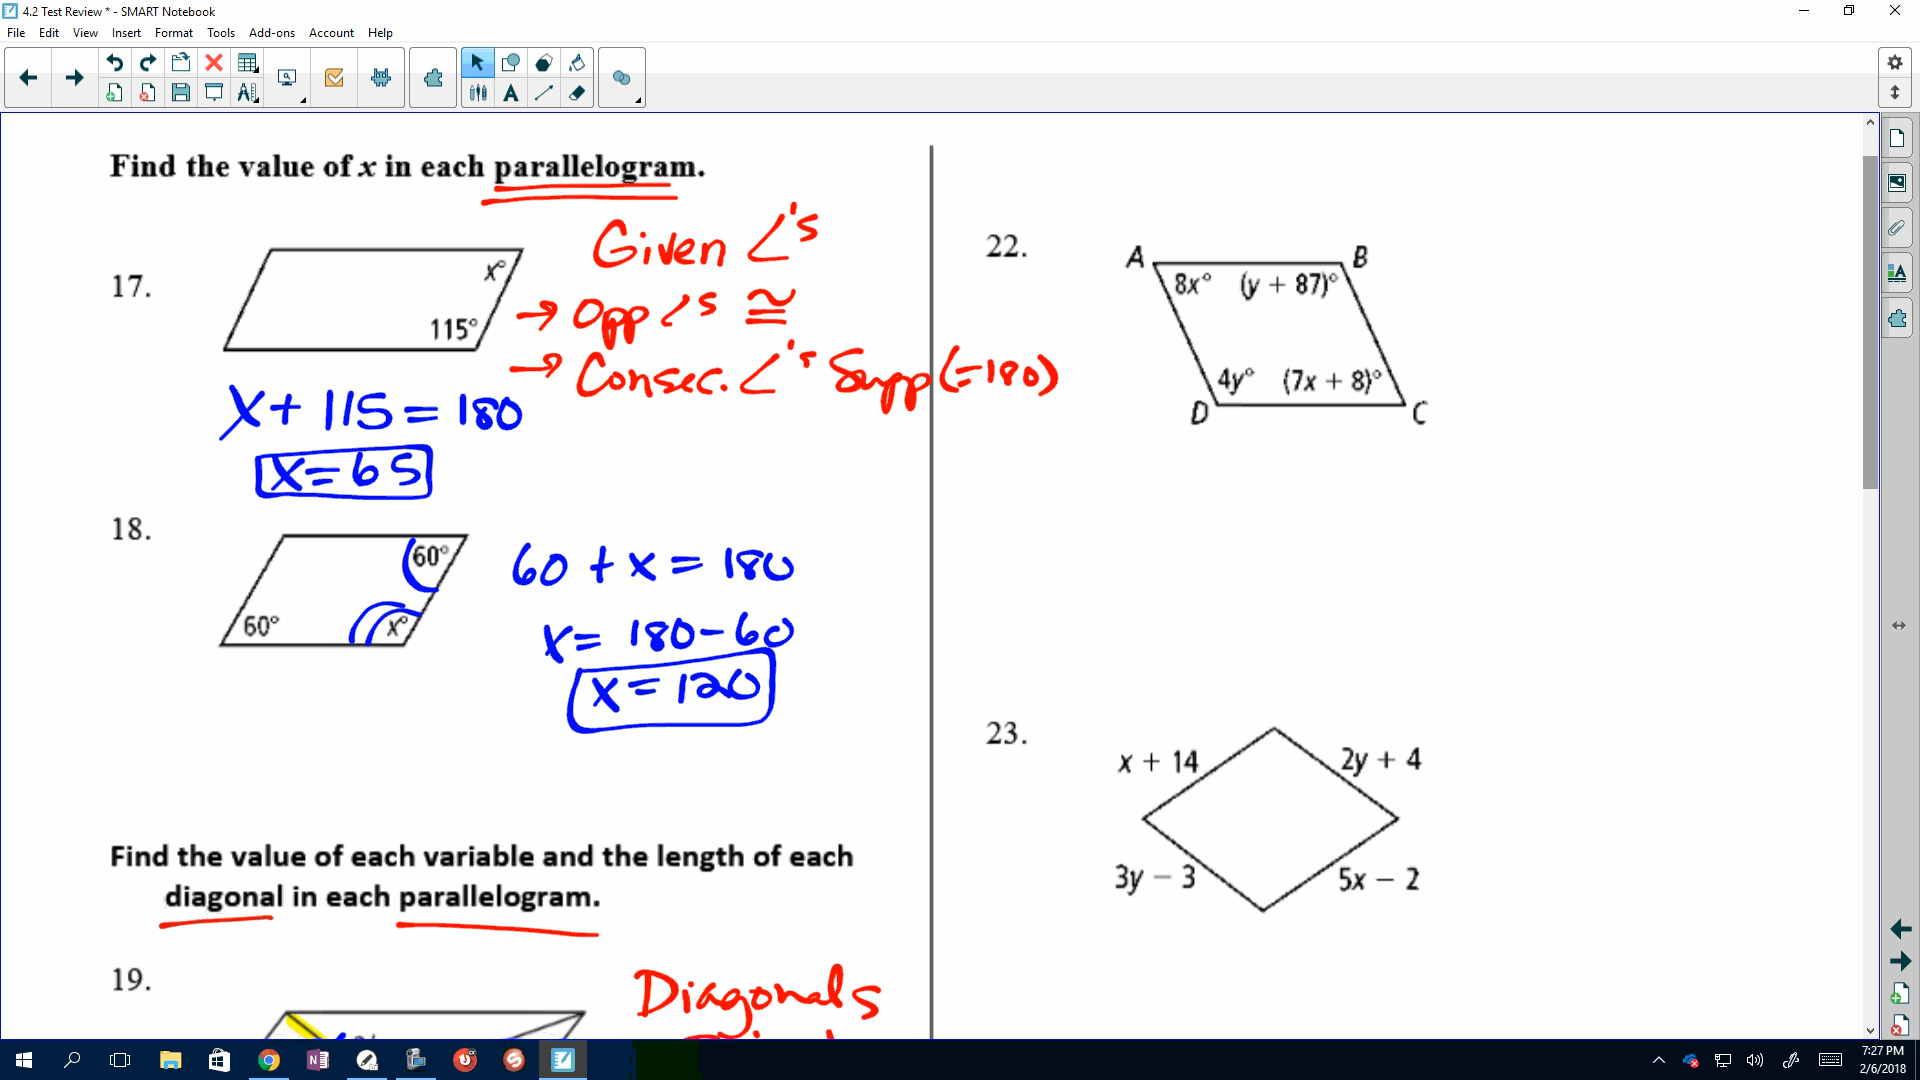 4.2 Test Review * - SMART Notebook
File Edit View Insert Format Tools Add-ons Account Help
Find the value of x in each parallelogram.
Given ∠'s
→ Opp ∠s ≅
→ Consec. ∠'s Supp (=180)
17.
x°
115°
x + 115 = 180
x = 65
18.
60°
60°
x°
60 + x = 180
x = 180 - 60
x = 120
Find the value of each variable and the length of each
diagonal in each parallelogram.
19.
Diagonals
22.
A
B
8x° (y + 87)°
4y° (7x + 8)°
D
C
23.
x + 14
2y + 4
3y − 3
5x − 2
7:27 PM
2/6/2018